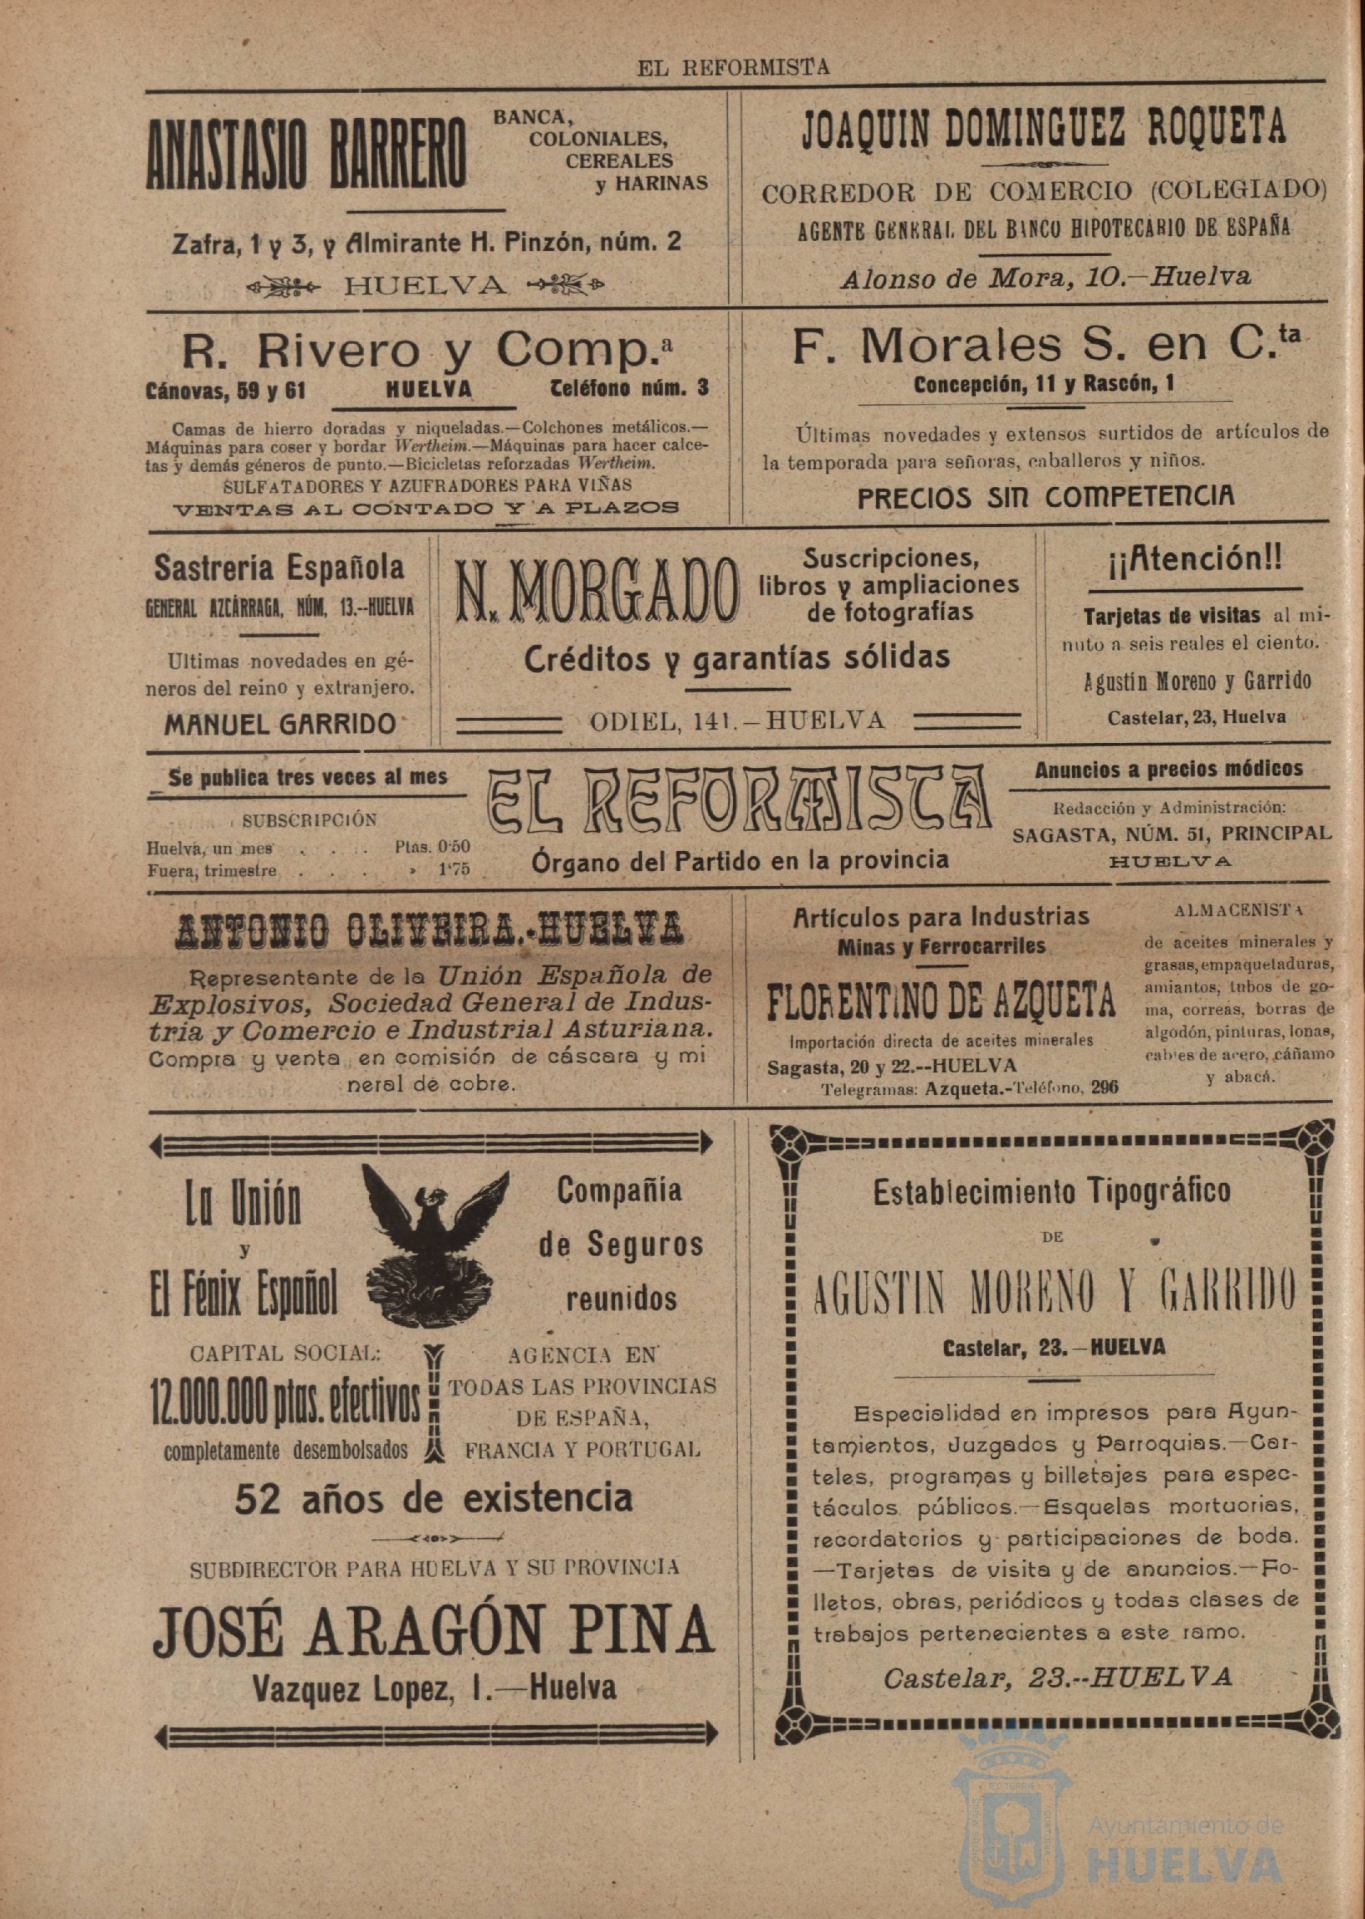 EL REFORMISTA
ANASTASIO BARRERO
BANCA,
COLONIALES,
CEREALES
y HARINAS
Zafra, 1 y 3, y Almirante H. Pinzón, núm. 2
HUELVA
JOAQUIN DOMINGUEZ ROQUETA
CORREDOR DE COMERCIO (COLEGIADO)
AGENTE GENERAL DEL BANCO HIPOTECARIO DE ESPAÑA
Alonso de Mora, 10.—Huelva
R. Rivero y Comp.ª
Cánovas, 59 y 61 HUELVA Teléfono núm. 3
Camas de hierro doradas y niqueladas.—Colchones metálicos.—
Máquinas para coser y bordar Wertheim.—Máquinas para hacer calce-
tas y demás géneros de punto.—Bicicletas reforzadas Wertheim.
SULFATADORES Y AZUFRADORES PARA VIÑAS
VENTAS AL CONTADO Y A PLAZOS
F. Morales S. en C.ta
Concepción, 11 y Rascón, 1
Últimas novedades y extensos surtidos de artículos de
la temporada para señoras, caballeros y niños.
PRECIOS SIN COMPETENCIA
Sastrería Española
GENERAL AZCÁRRAGA, NÚM, 13.--HUELVA
Ultimas novedades en gé-
neros del reino y extranjero.
MANUEL GARRIDO
N. MORGADO
Suscripciones,
libros y ampliaciones
de fotografías
Créditos y garantías sólidas
ODIEL, 141.—HUELVA
¡¡Atención!!
Tarjetas de visitas al mi-
nuto a seis reales el ciento.
Agustín Moreno y Garrido
Castelar, 23, Huelva
Se publica tres veces al mes
SUBSCRIPCIÓN
Huelva, un mes . . . . Ptas. 0'50
Fuera, trimestre . . . . » 1'75
EL REFORMISTA
Órgano del Partido en la provincia
Anuncios a precios módicos
Redacción y Administración:
SAGASTA, NÚM. 51, PRINCIPAL
HUELVA
ANTONIO OLIVEIRA.-HUELVA
Representante de la Unión Española de
Explosivos, Sociedad General de Indus-
tria y Comercio e Industrial Asturiana.
Compra y venta en comisión de cáscara y mi
neral de cobre.
Artículos para Industrias
Minas y Ferrocarriles
FLORENTINO DE AZQUETA
Importación directa de aceites minerales
Sagasta, 20 y 22.--HUELVA
Telegramas: Azqueta.-Teléfono, 296
ALMACENISTA
de aceites minerales y
grasas, empaquetaduras,
amiantos, tubos de go-
ma, correas, borras de
algodón, pinturas, lonas,
cables de acero, cáñamo
y abacá.
La Unión
y
El Fénix Español
Compañía
de Seguros
reunidos
CAPITAL SOCIAL:
12.000.000 ptas. efectivos
completamente desembolsados
AGENCIA EN
TODAS LAS PROVINCIAS
DE ESPAÑA,
FRANCIA Y PORTUGAL
52 años de existencia
SUBDIRECTOR PARA HUELVA Y SU PROVINCIA
JOSÉ ARAGÓN PINA
Vazquez Lopez, 1.—Huelva
Establecimiento Tipográfico
DE
AGUSTIN MORENO Y GARRIDO
Castelar, 23.—HUELVA
Especialidad en impresos para Ayun-
tamientos, Juzgados y Parroquias.—Car-
teles, programas y billetajes para espec-
táculos públicos.—Esquelas mortuorias,
recordatorios y participaciones de boda.
—Tarjetas de visita y de anuncios.—Fo-
lletos, obras, periódicos y todas clases de
trabajos pertenecientes a este ramo.
Castelar, 23.--HUELVA
Ayuntamiento de
HUELVA